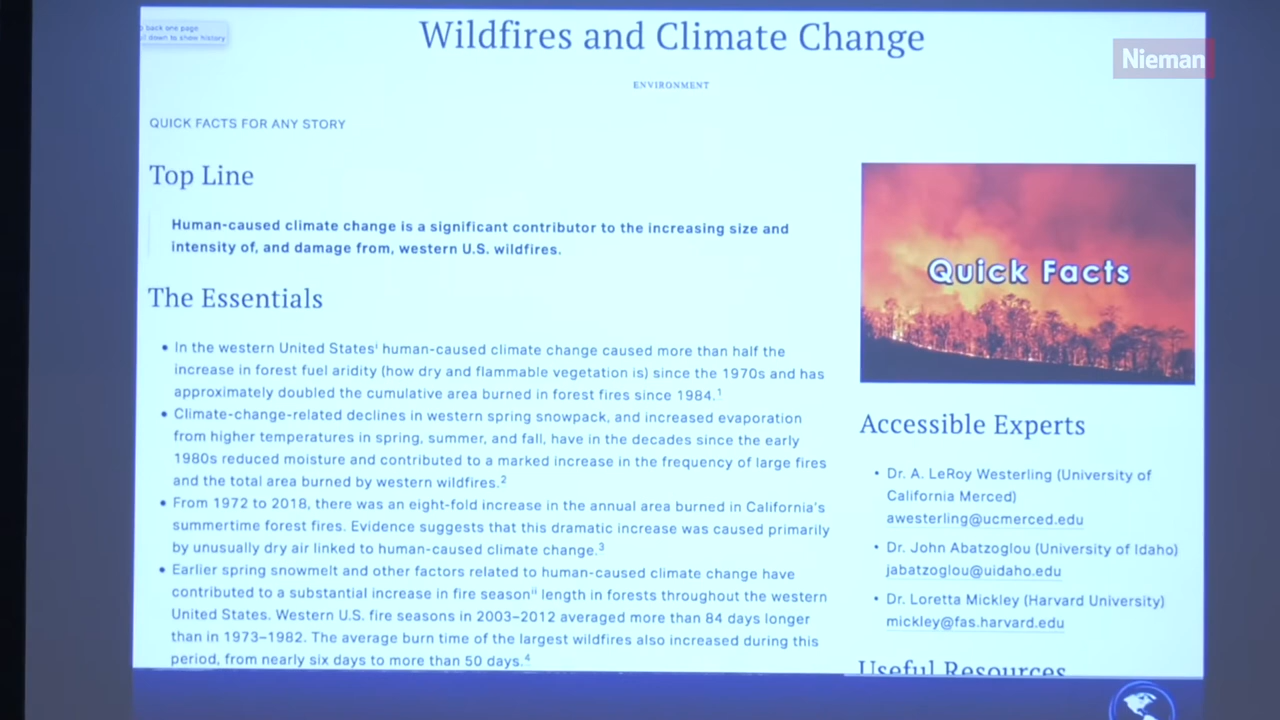 back one page
down to show history
Wildfires and Climate Change
Nieman
ENVIRONMENT
QUICK FACTS FOR ANY STORY
Top Line
Human-caused climate change is a significant contributor to the increasing size and
intensity of, and damage from, western U.S. wildfires.
The Essentials
• In the western United Statesⁱ human-caused climate change caused more than half the
increase in forest fuel aridity (how dry and flammable vegetation is) since the 1970s and has
approximately doubled the cumulative area burned in forest fires since 1984.¹
• Climate-change-related declines in western spring snowpack, and increased evaporation
from higher temperatures in spring, summer, and fall, have in the decades since the early
1980s reduced moisture and contributed to a marked increase in the frequency of large fires
and the total area burned by western wildfires.²
• From 1972 to 2018, there was an eight-fold increase in the annual area burned in California's
summertime forest fires. Evidence suggests that this dramatic increase was caused primarily
by unusually dry air linked to human-caused climate change.³
• Earlier spring snowmelt and other factors related to human-caused climate change have
contributed to a substantial increase in fire seasonⁱⁱ length in forests throughout the western
United States. Western U.S. fire seasons in 2003–2012 averaged more than 84 days longer
than in 1973–1982. The average burn time of the largest wildfires also increased during this
period, from nearly six days to more than 50 days.⁴
Quick Facts
Accessible Experts
• Dr. A. LeRoy Westerling (University of
California Merced)
awesterling@ucmerced.edu
• Dr. John Abatzoglou (University of Idaho)
jabatzoglou@uidaho.edu
• Dr. Loretta Mickley (Harvard University)
mickley@fas.harvard.edu
Useful Resources